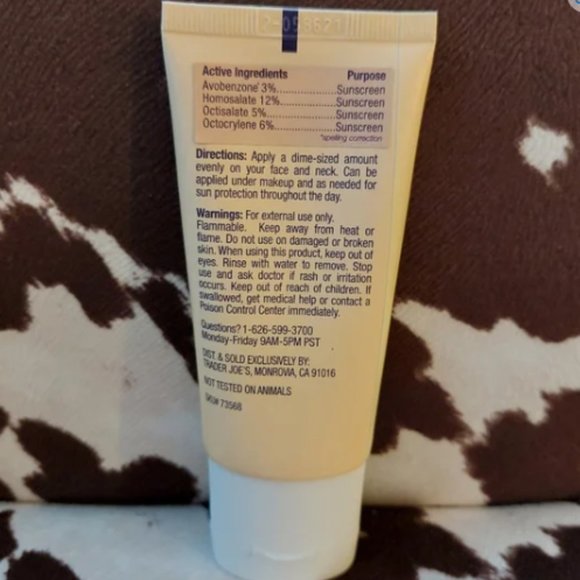 Active Ingredients Purpose
Avobenzone* 3%..................Sunscreen
Homosalate 12%.................Sunscreen
Octisalate 5%.....................Sunscreen
Octocrylene 6%...................Sunscreen
*spelling correction
Directions: Apply a dime-sized amount
evenly on your face and neck. Can be
applied under makeup and as needed for
sun protection throughout the day.
Warnings: For external use only.
Flammable. Keep away from heat or
flame. Do not use on damaged or broken
skin. When using this product, keep out of
eyes. Rinse with water to remove. Stop
use and ask doctor if rash or irritation
occurs. Keep out of reach of children. If
swallowed, get medical help or contact a
Poison Control Center immediately.
Questions? 1-626-599-3700
Monday-Friday 9AM-5PM PST
DIST. & SOLD EXCLUSIVELY BY:
TRADER JOE'S, MONROVIA, CA 91016
NOT TESTED ON ANIMALS
SKU# 73568